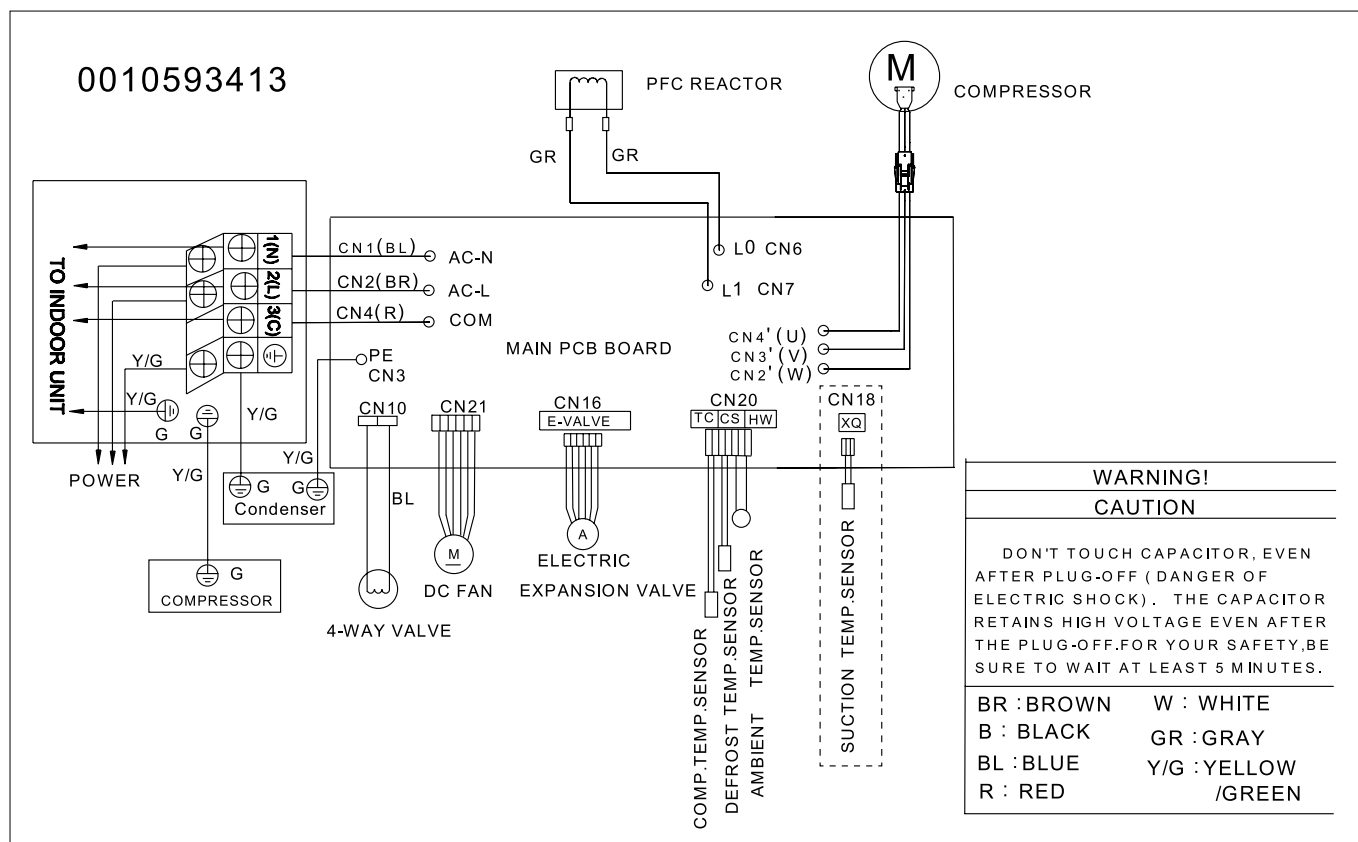 0010593413
PFC REACTOR
M
COMPRESSOR
GR
GR
TO INDOOR UNIT
1(N)
2(L)
3(C)
CN1(BL)
AC-N
CN2(BR)
AC-L
CN4(R)
COM
L0 CN6
L1 CN7
MAIN PCB BOARD
CN4'(U)
CN3'(V)
CN2'(W)
PE
CN3
Y/G
Y/G
G
G
Y/G
Y/G
Y/G
POWER
G
G
Condenser
G
COMPRESSOR
CN10
BL
4-WAY VALVE
CN21
M
DC FAN
CN16
E-VALVE
A
ELECTRIC
EXPANSION VALVE
CN20
TC CS HW
COMP.TEMP.SENSOR
DEFROST TEMP.SENSOR
AMBIENT TEMP.SENSOR
CN18
XQ
SUCTION TEMP.SENSOR
WARNING!
CAUTION
DON'T TOUCH CAPACITOR, EVEN
AFTER PLUG-OFF ( DANGER OF
ELECTRIC SHOCK). THE CAPACITOR
RETAINS HIGH VOLTAGE EVEN AFTER
THE PLUG-OFF.FOR YOUR SAFETY,BE
SURE TO WAIT AT LEAST 5 MINUTES.
BR : BROWN W : WHITE
B : BLACK GR : GRAY
BL : BLUE Y/G : YELLOW
R : RED /GREEN